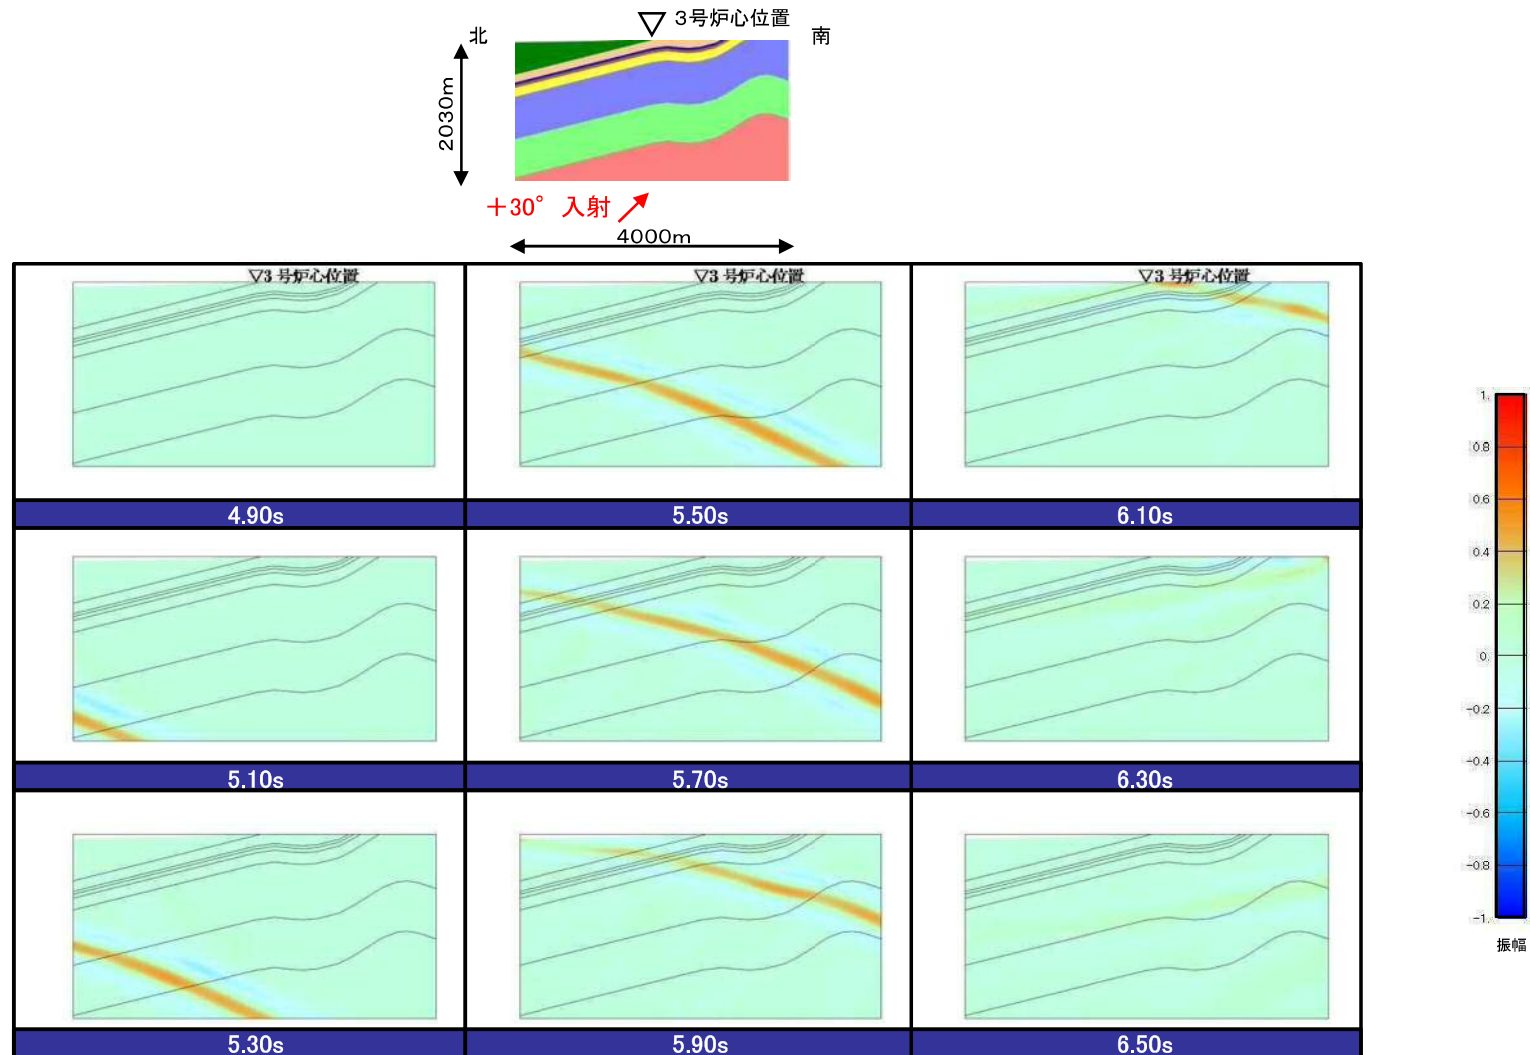 ３号炉心位置
北
南
2030m
＋30°入射
4000m
▽3 号炉心位置
▽3 号炉心位置
▽3 号炉心位置
4.90s
5.50s
6.10s
5.10s
5.70s
6.30s
5.30s
5.90s
6.50s
1.
0.8
0.6
0.4
0.2
0.
-0.2
-0.4
-0.6
-0.8
-1.
振幅